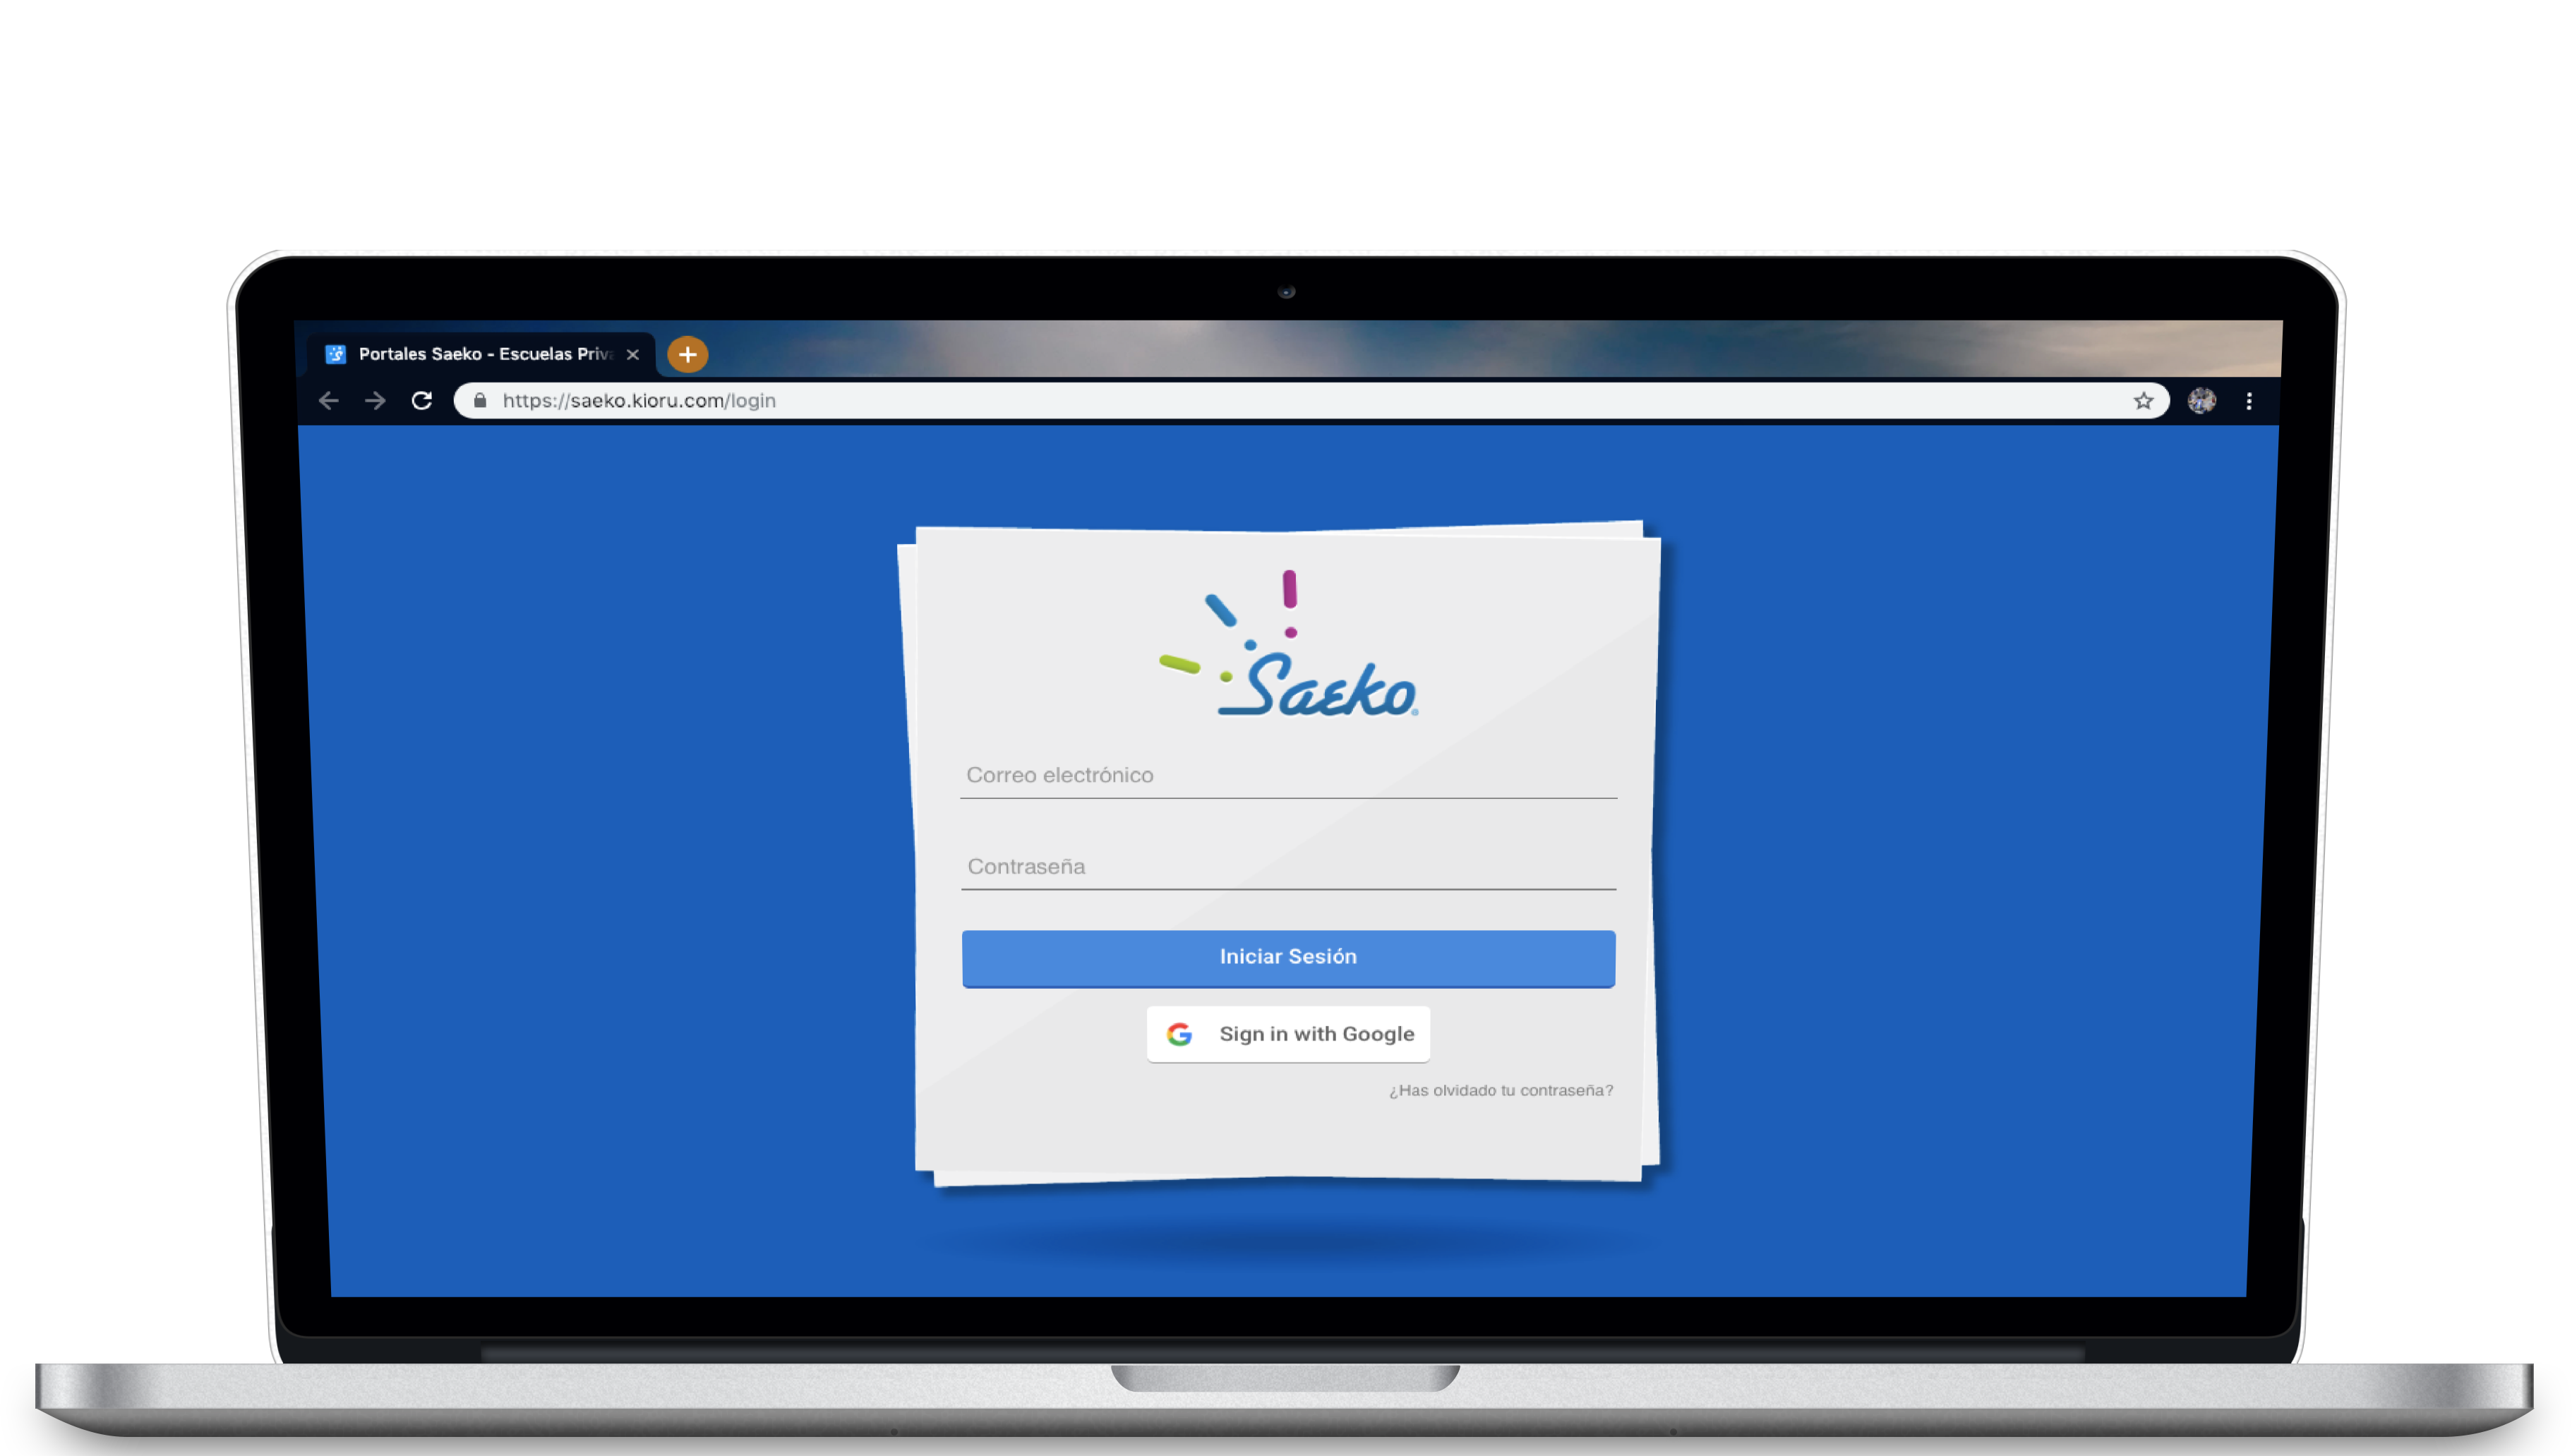 Portales Saeko - Escuelas Priv
https://saeko.kioru.com/login
Saeko
Correo electrónico
Contraseña
Iniciar Sesión
Sign in with Google
¿Has olvidado tu contraseña?